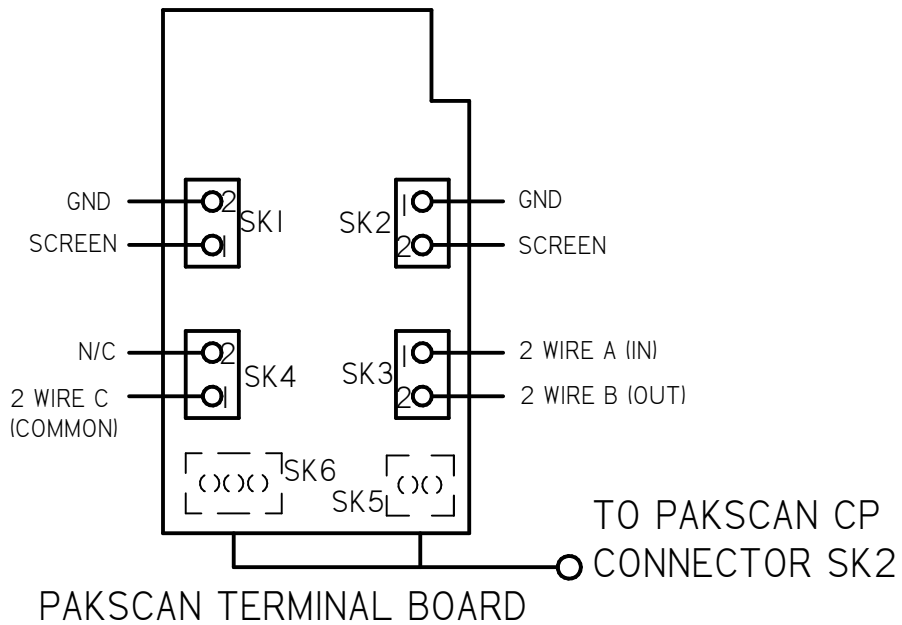 GND
2
SK1
1
SCREEN
SK2
1
GND
2
SCREEN
N/C
2
SK4
1
2 WIRE C
(COMMON)
SK3
1
2 WIRE A (IN)
2
2 WIRE B (OUT)
SK6
SK5
TO PAKSCAN CP
CONNECTOR SK2
PAKSCAN TERMINAL BOARD